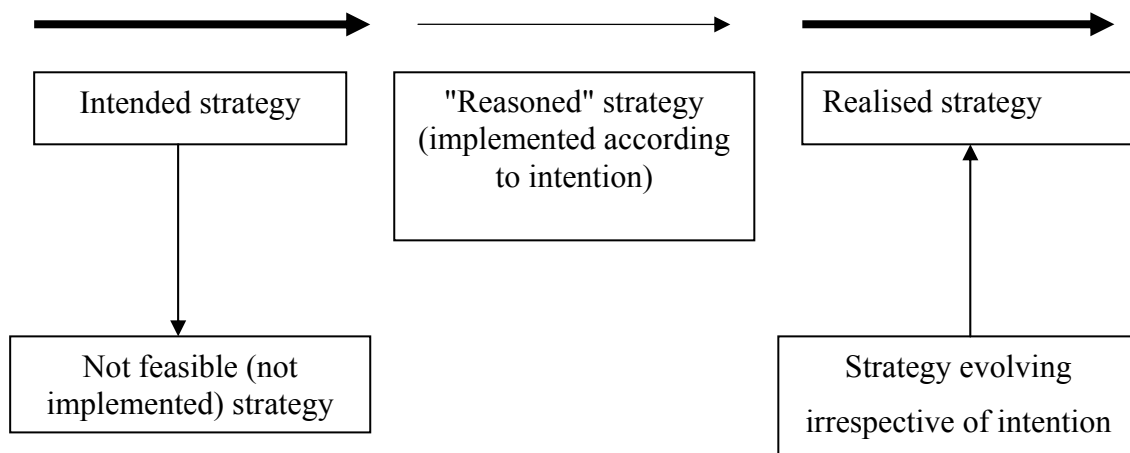 Intended strategy
"Reasoned" strategy
(implemented according
to intention)
Realised strategy
Not feasible (not
implemented) strategy
Strategy evolving
irrespective of intention